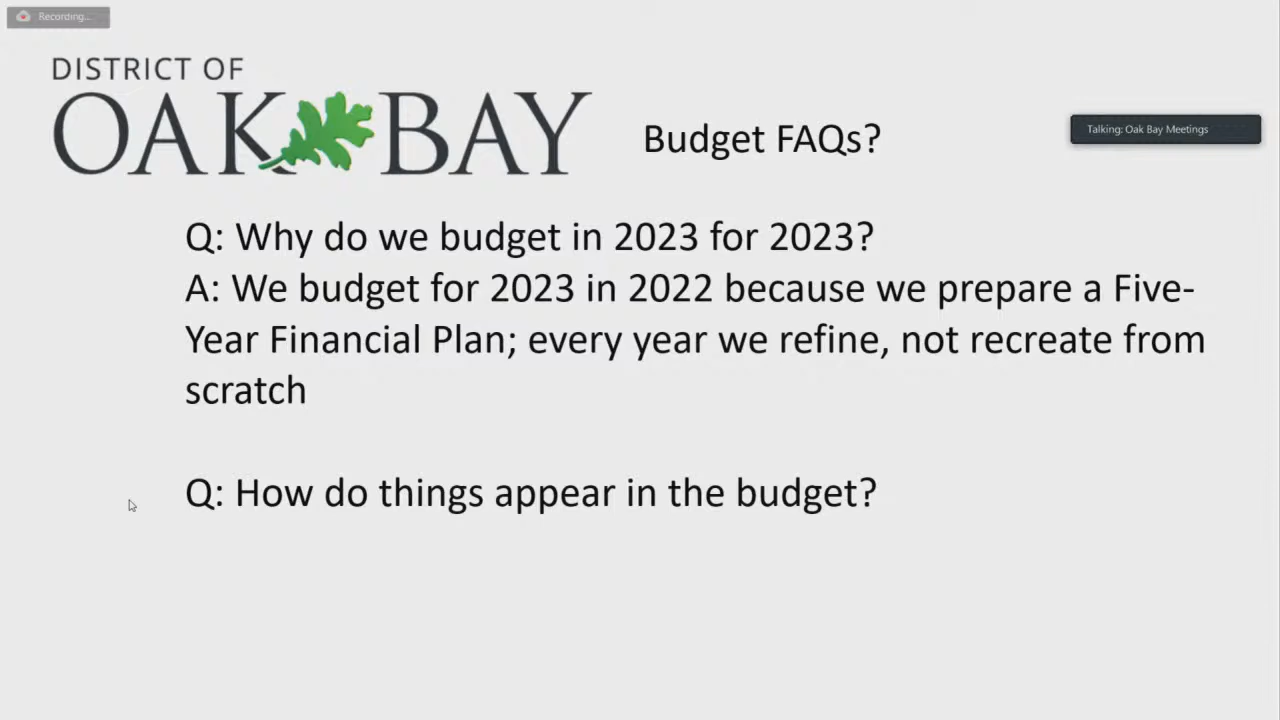 Recording...
DISTRICT OF
OAK BAY
Budget FAQs?
Talking: Oak Bay Meetings
Q: Why do we budget in 2023 for 2023?
A: We budget for 2023 in 2022 because we prepare a Five-
Year Financial Plan; every year we refine, not recreate from
scratch
Q: How do things appear in the budget?